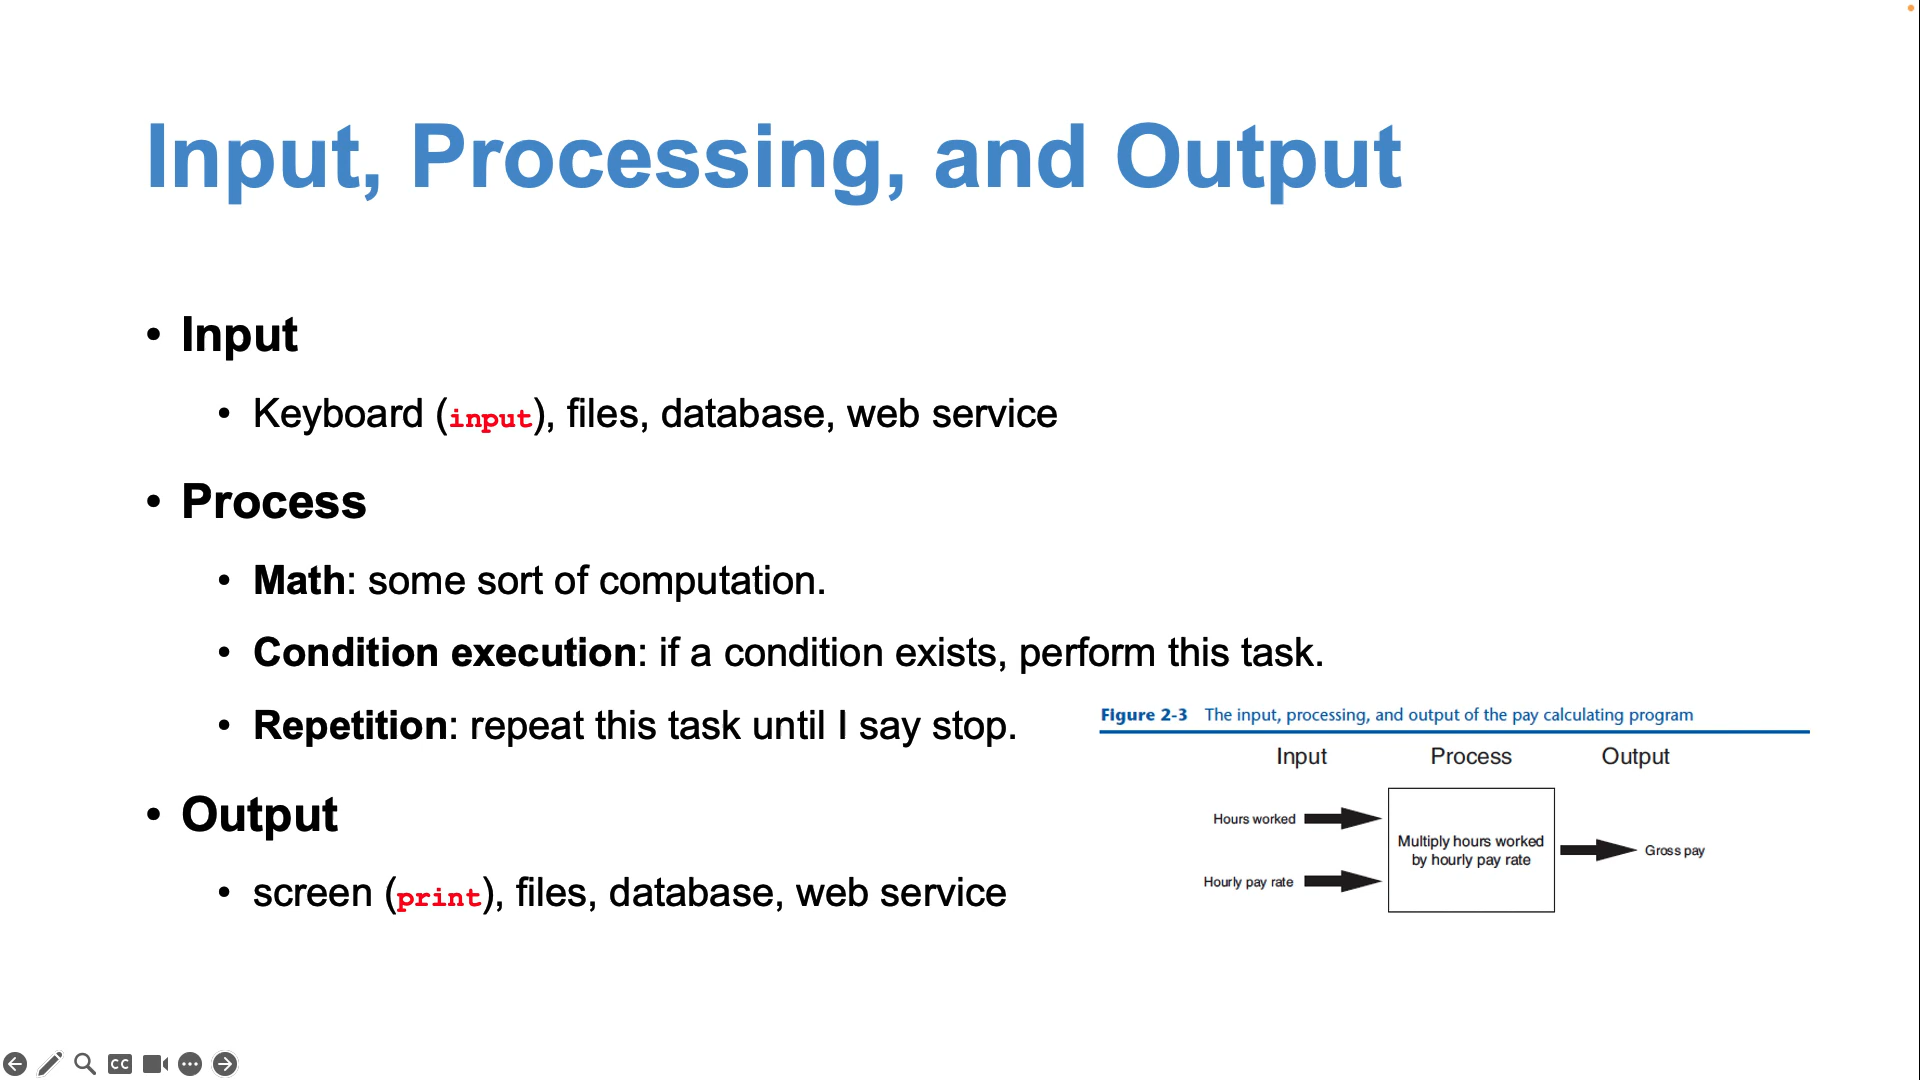 Input, Processing, and Output
• Input
• Keyboard (input), files, database, web service
• Process
• Math: some sort of computation.
• Condition execution: if a condition exists, perform this task.
• Repetition: repeat this task until I say stop.
• Output
• screen (print), files, database, web service
Figure 2-3 The input, processing, and output of the pay calculating program
Input Process Output
Hours worked
Hourly pay rate
Multiply hours worked
by hourly pay rate
Gross pay
CC